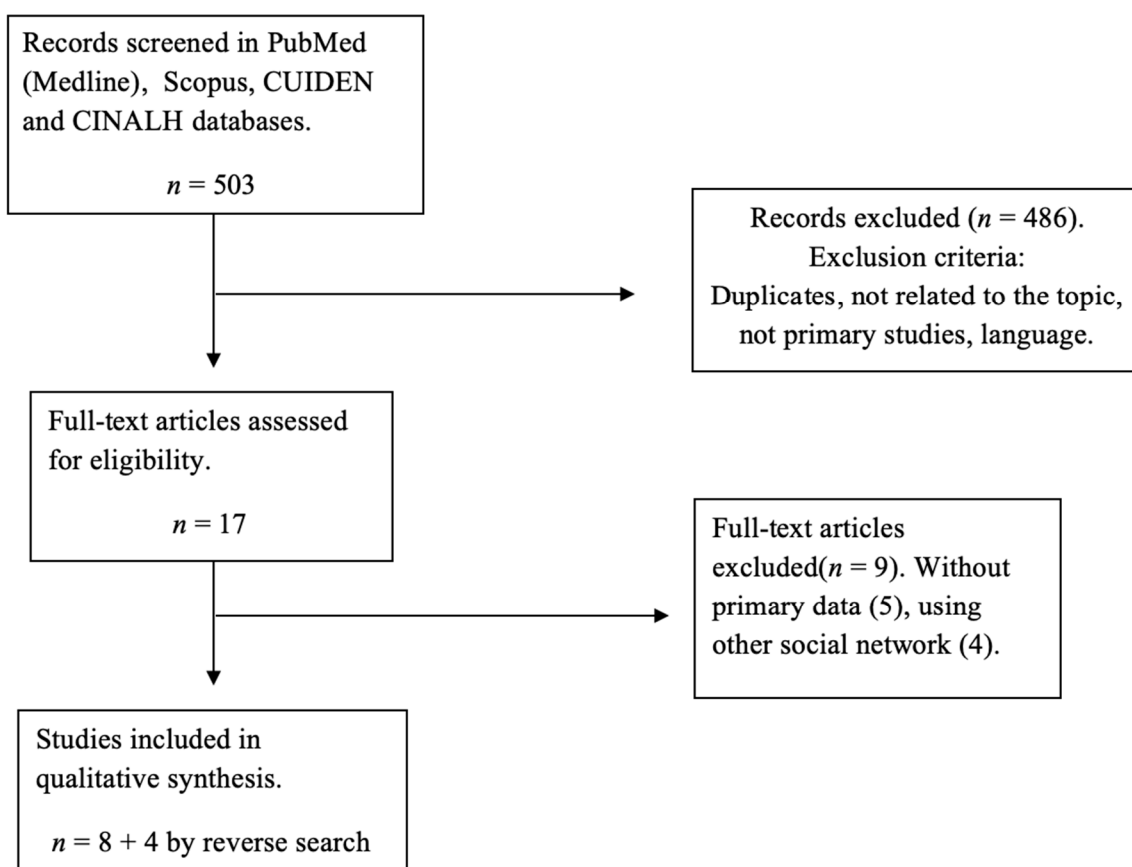 Records screened in PubMed
(Medline), Scopus, CUIDEN
and CINALH databases.
n = 503
Records excluded (n = 486).
Exclusion criteria:
Duplicates, not related to the topic,
not primary studies, language.
Full-text articles assessed
for eligibility.
n = 17
Full-text articles
excluded(n = 9). Without
primary data (5), using
other social network (4).
Studies included in
qualitative synthesis.
n = 8 + 4 by reverse search